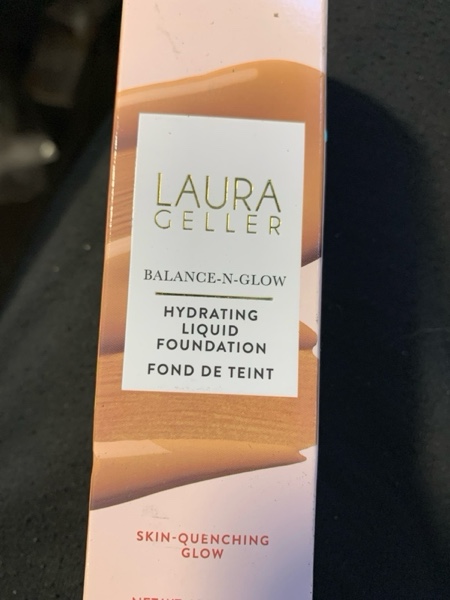 LAURA
GELLER
BALANCE-N-GLOW
HYDRATING
LIQUID
FOUNDATION
FOND DE TEINT
SKIN-QUENCHING
GLOW